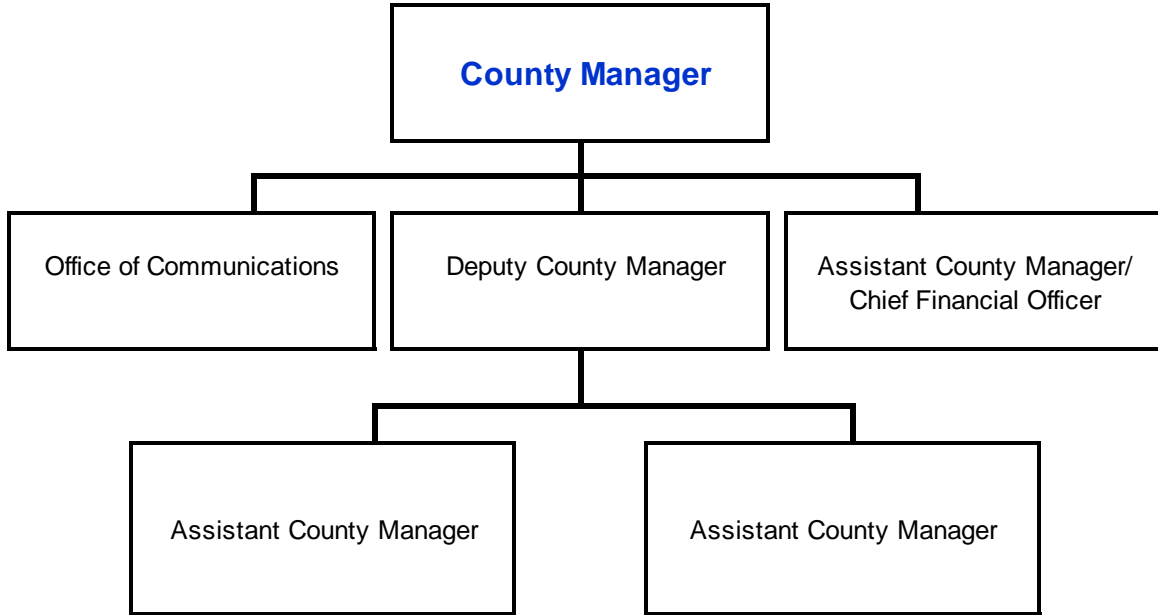 County Manager
Office of Communications
Deputy County Manager
Assistant County Manager/
Chief Financial Officer
Assistant County Manager
Assistant County Manager